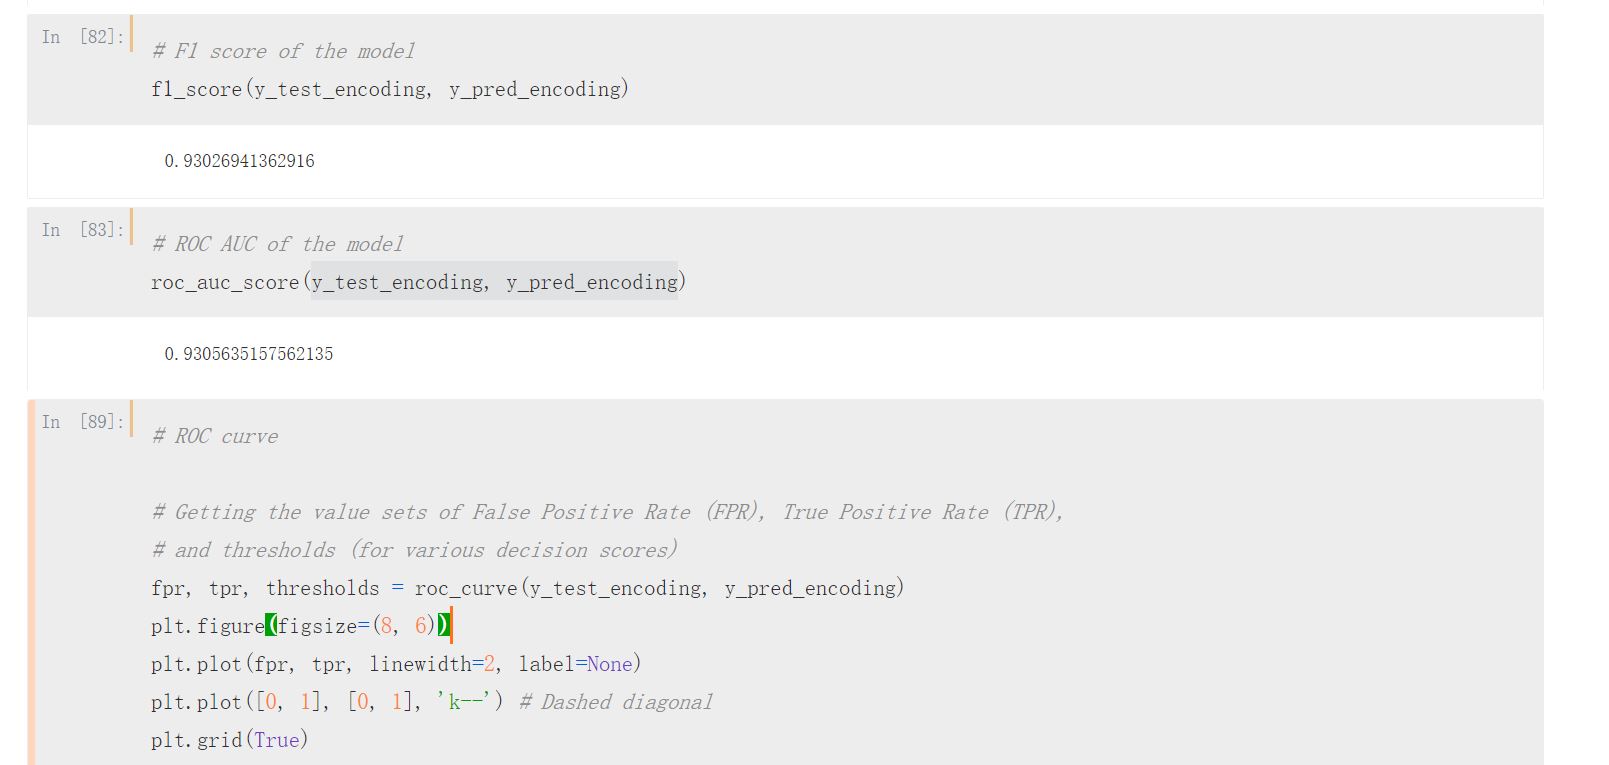 In [82]:
# F1 score of the model
f1_score(y_test_encoding, y_pred_encoding)
0.93026941362916
In [83]:
# ROC AUC of the model
roc_auc_score(y_test_encoding, y_pred_encoding)
0.9305635157562135
In [89]:
# ROC curve
# Getting the value sets of False Positive Rate (FPR), True Positive Rate (TPR),
# and thresholds (for various decision scores)
fpr, tpr, thresholds = roc_curve(y_test_encoding, y_pred_encoding)
plt.figure(figsize=(8, 6))
plt.plot(fpr, tpr, linewidth=2, label=None)
plt.plot([0, 1], [0, 1], 'k--') # Dashed diagonal
plt.grid(True)